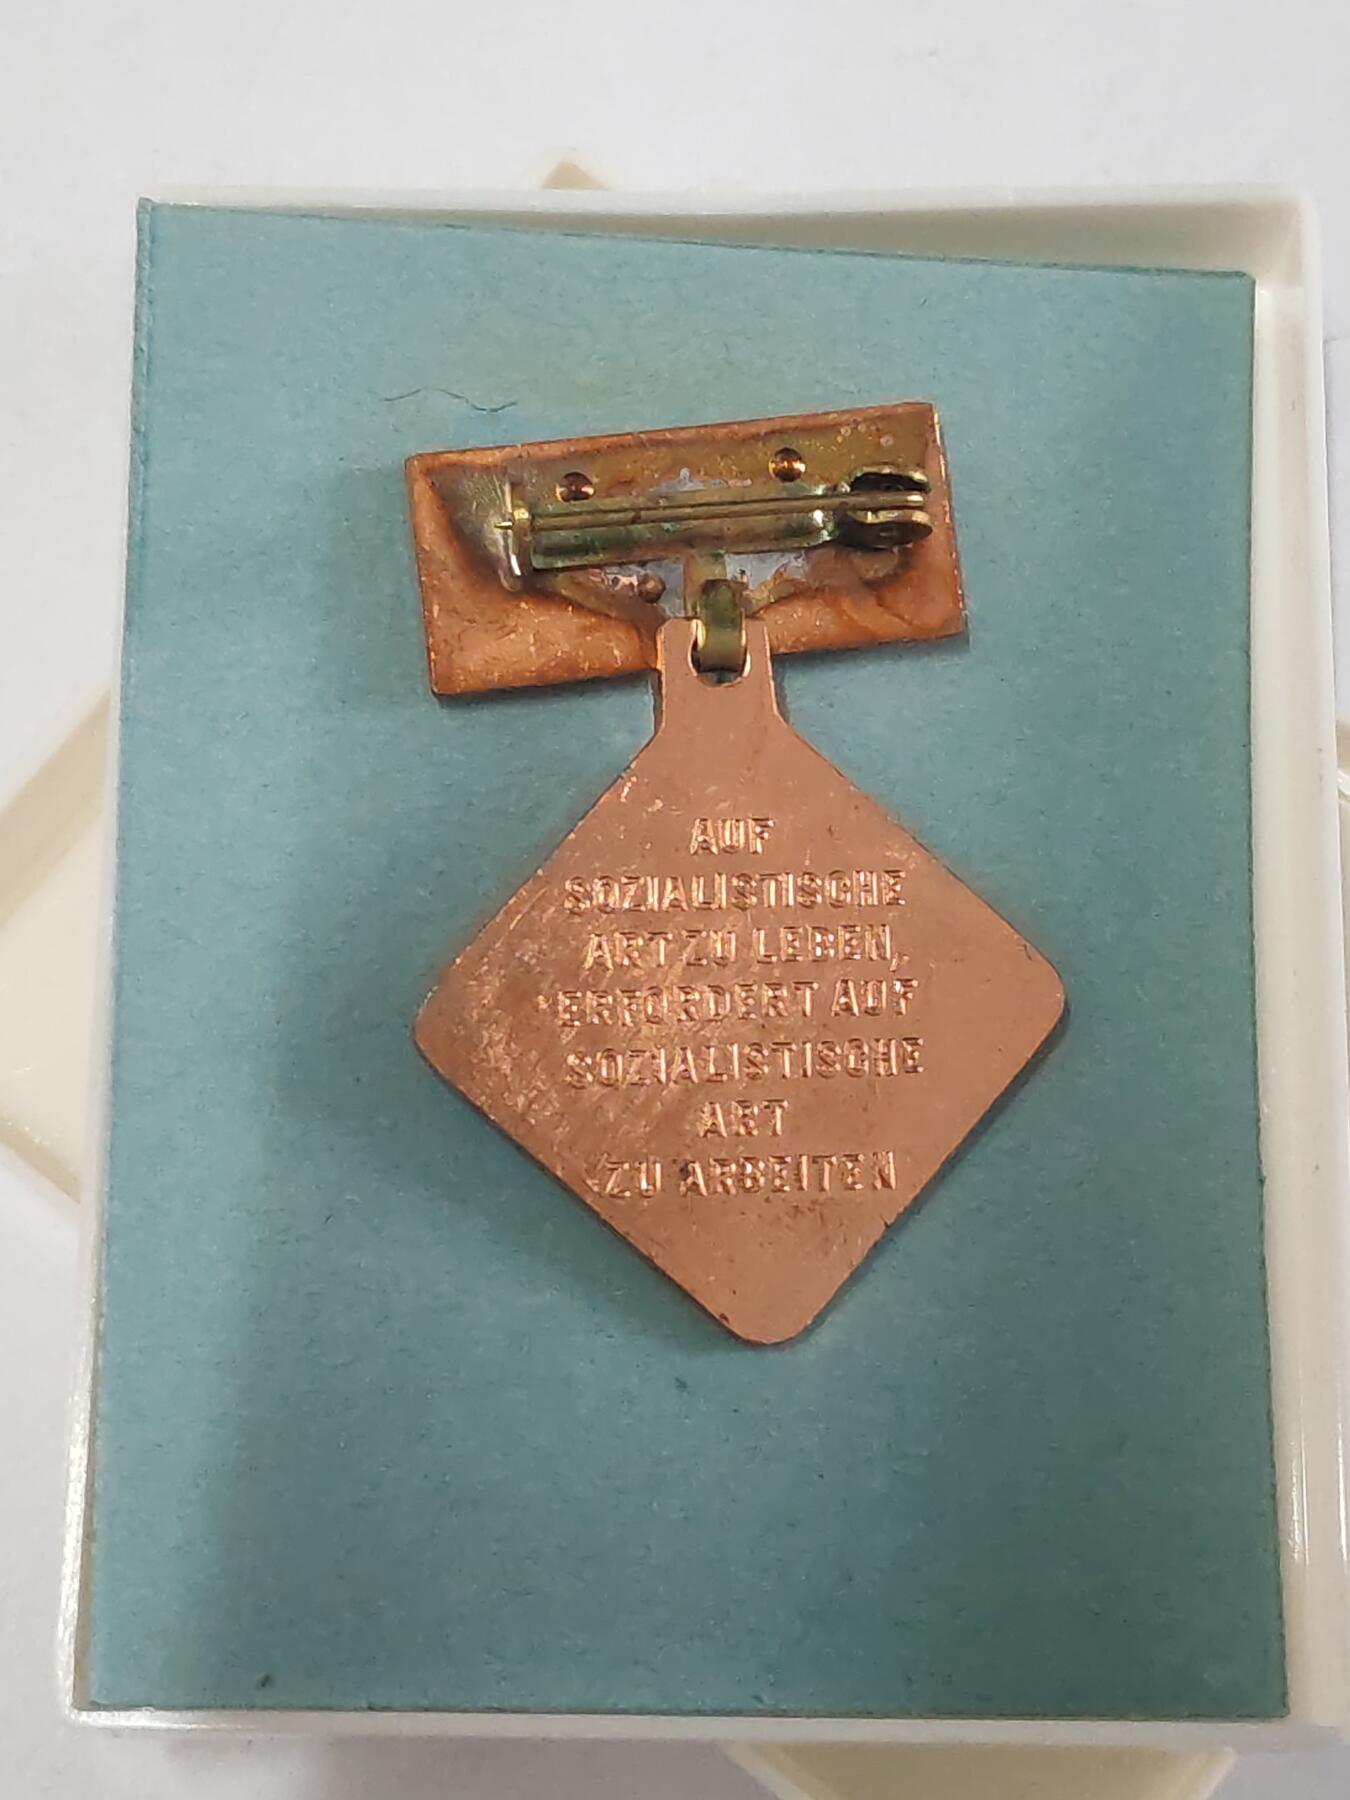 AUF
SOZIALISTISCHE
ART ZU LEBEN,
ERFORDERT AUF
SOZIALISTISCHE
ART
ZU ARBEITEN